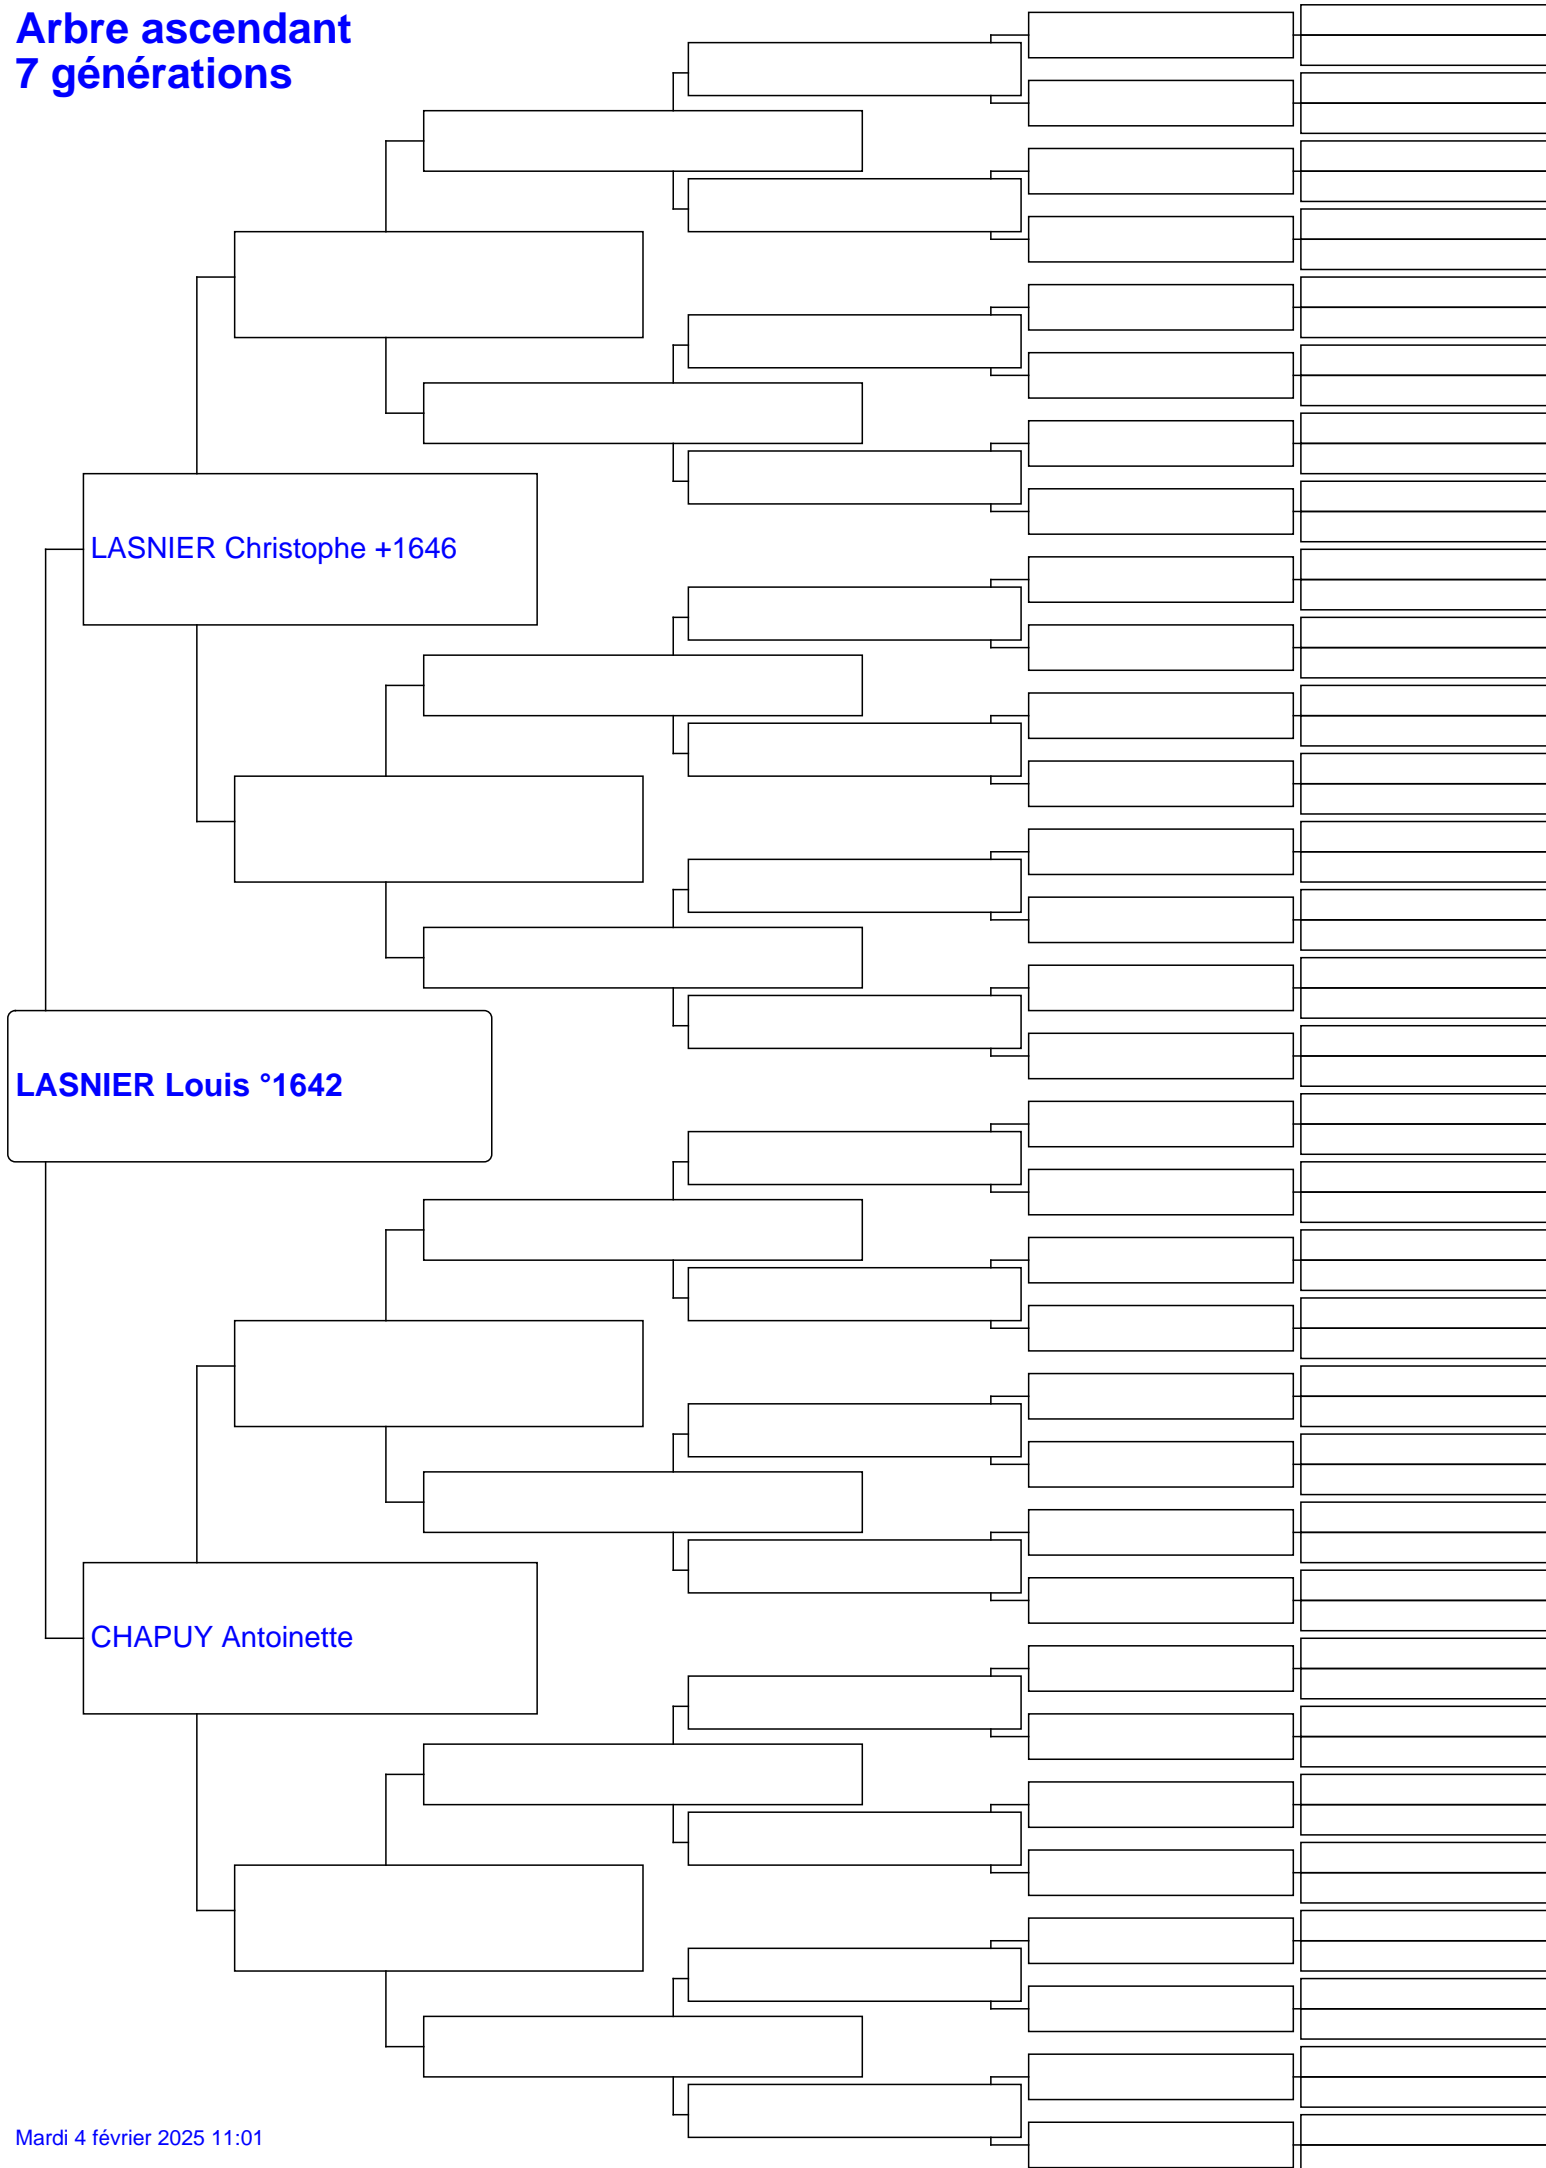 Arbre ascendant
7 générations
LASNIER Christophe +1646
LASNIER Louis °1642
CHAPUY Antoinette
Mardi 4 février 2025 11:01